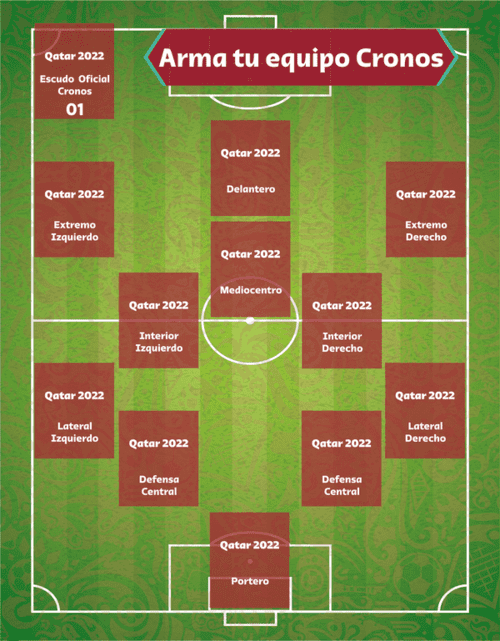 Arma tu equipo Cronos
Qatar 2022
Escudo Oficial
Cronos
01
Qatar 2022
Delantero
Qatar 2022
Extremo
Izquierdo
Qatar 2022
Extremo
Derecho
Qatar 2022
Mediocentro
Qatar 2022
Interior
Izquierdo
Qatar 2022
Interior
Derecho
Qatar 2022
Lateral
Izquierdo
Qatar 2022
Lateral
Derecho
Qatar 2022
Defensa
Central
Qatar 2022
Defensa
Central
Qatar 2022
Portero